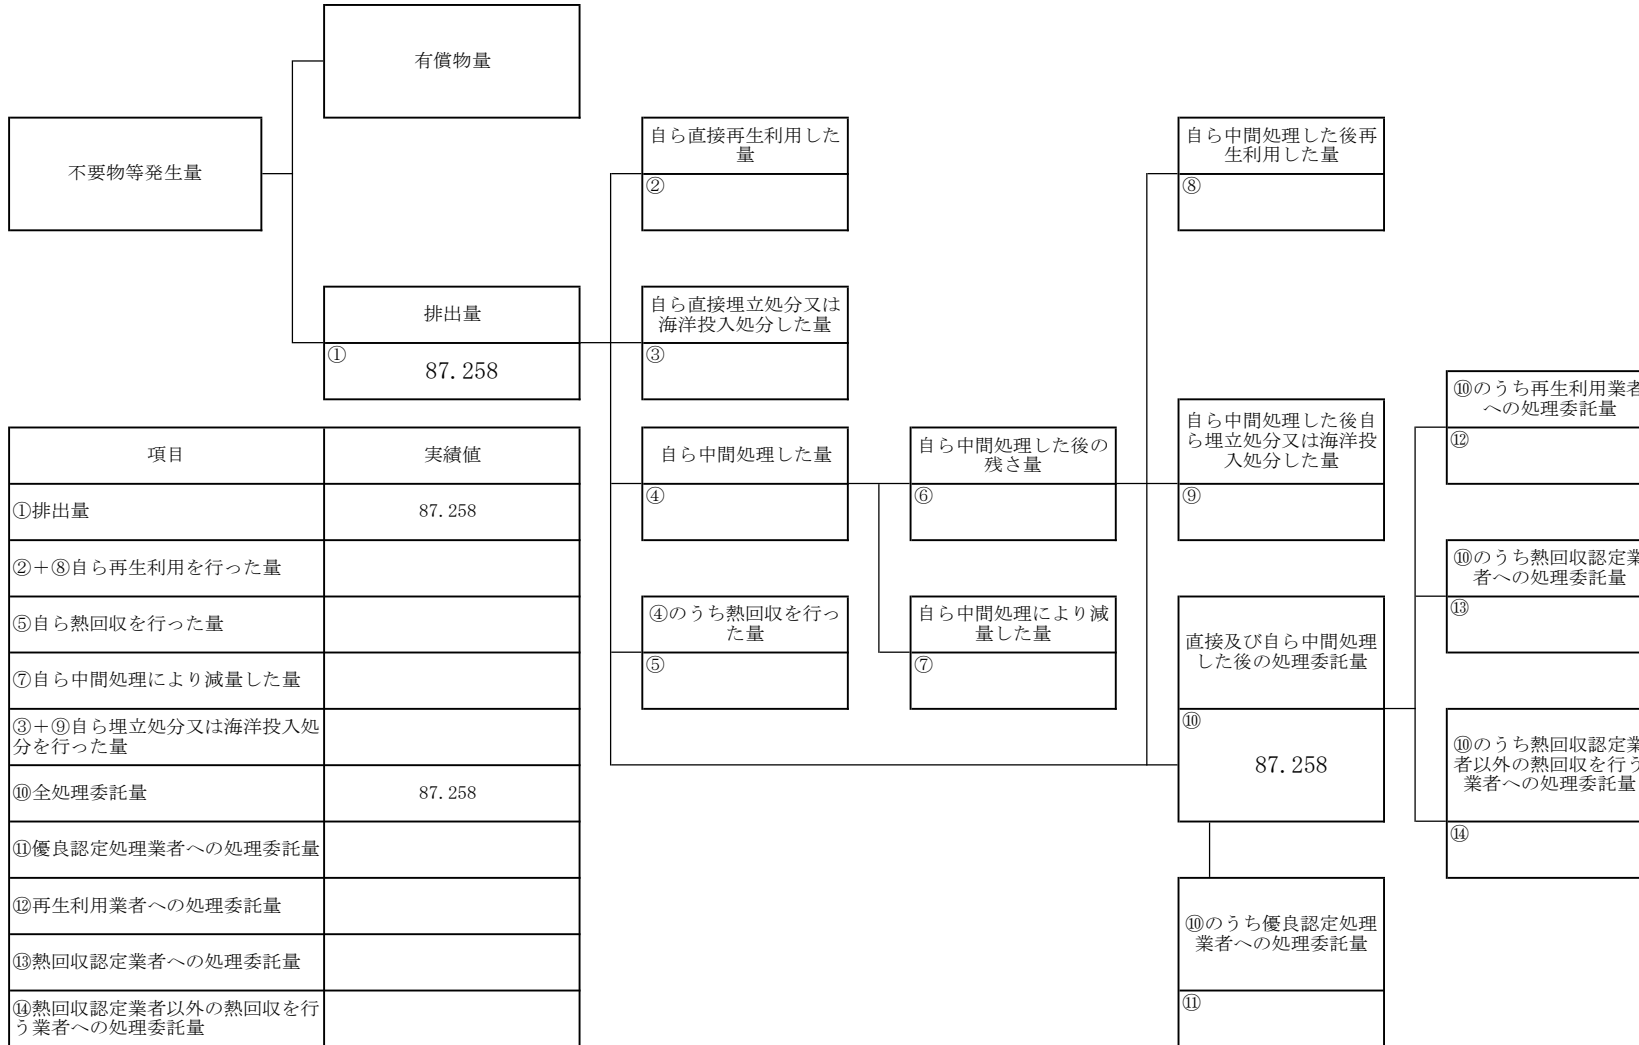 有償物量
不要物等発生量
自ら直接再生利用した
量
②
自ら中間処理した後再
生利用した量
⑧
排出量
①
87.258
自ら直接埋立処分又は
海洋投入処分した量
③
項目
実績値
①排出量
87.258
②+⑧自ら再生利用を行った量
⑤自ら熱回収を行った量
⑦自ら中間処理により減量した量
③+⑨自ら埋立処分又は海洋投入処
分を行った量
⑩全処理委託量
87.258
⑪優良認定処理業者への処理委託量
⑫再生利用業者への処理委託量
⑬熱回収認定業者への処理委託量
⑭熱回収認定業者以外の熱回収を行
う業者への処理委託量
自ら中間処理した量
④
④のうち熱回収を行っ
た量
⑤
自ら中間処理した後の
残さ量
⑥
自ら中間処理により減
量した量
⑦
自ら中間処理した後自
ら埋立処分又は海洋投
入処分した量
⑨
直接及び自ら中間処理
した後の処理委託量
⑩
87.258
⑩のうち優良認定処理
業者への処理委託量
⑪
⑩のうち再生利用業者
への処理委託量
⑫
⑩のうち熱回収認定業
者への処理委託量
⑬
⑩のうち熱回収認定業
者以外の熱回収を行う
業者への処理委託量
⑭